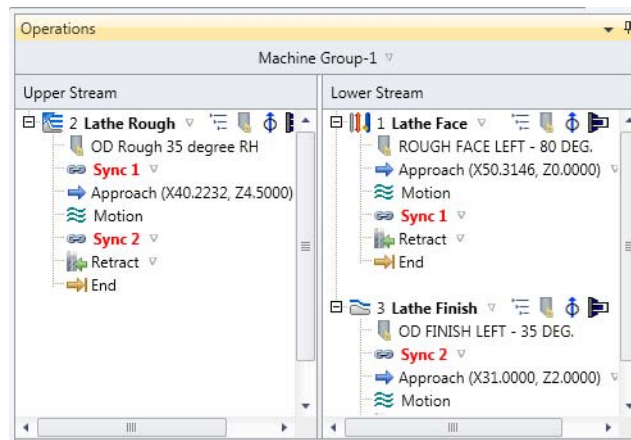 Operations
Machine Group-1
Upper Stream
2 Lathe Rough
OD Rough 35 degree RH
Sync 1
Approach (X40.2232, Z4.5000)
Motion
Sync 2
Retract
End
Lower Stream
1 Lathe Face
ROUGH FACE LEFT - 80 DEG.
Approach (X50.3146, Z0.0000)
Motion
Sync 1
Retract
End
3 Lathe Finish
OD FINISH LEFT - 35 DEG.
Sync 2
Approach (X31.0000, Z2.0000)
Motion